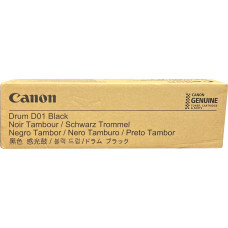 Canon
Drum D01 Black
Noir Tambour / Schwarz Trommel
Negro Tambor / Nero Tamburo / Preto Tambor
黑色 感光鼓 / 블랙 드럼 / ドラム ブラック
Canon
GENUINE